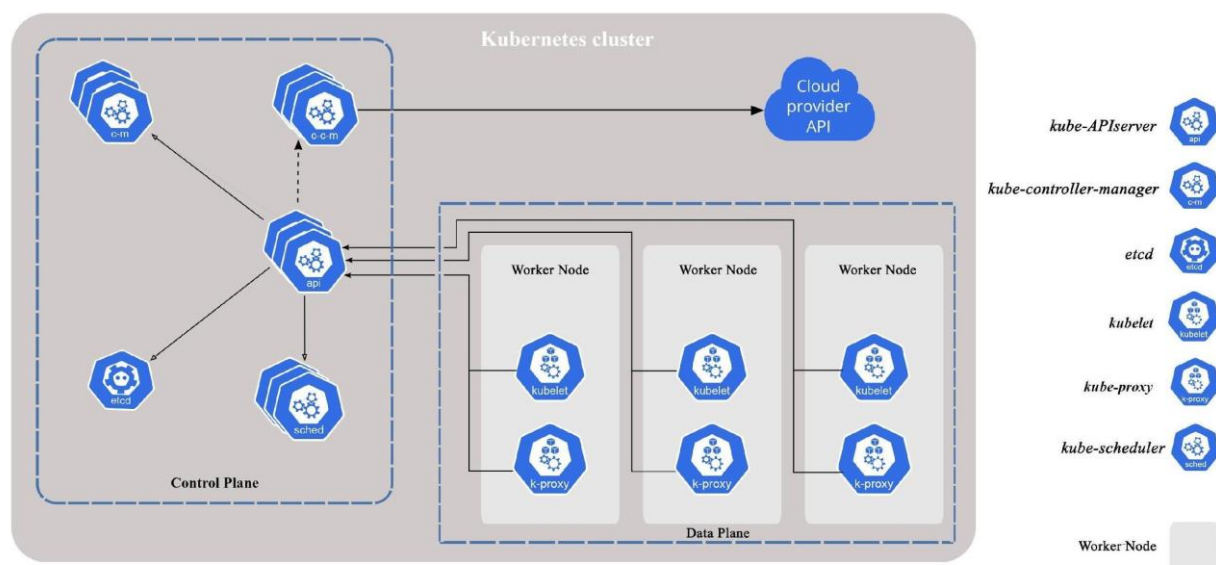 Kubernetes cluster
c-m
c-c-m
Cloud
provider
API
api
etcd
sched
Control Plane
Worker Node
kubelet
k-proxy
Worker Node
kubelet
k-proxy
Worker Node
kubelet
k-proxy
Data Plane
kube-APIserver
api
kube-controller-manager
c-m
etcd
etcd
kubelet
kubelet
kube-proxy
k-proxy
kube-scheduler
sched
Worker Node